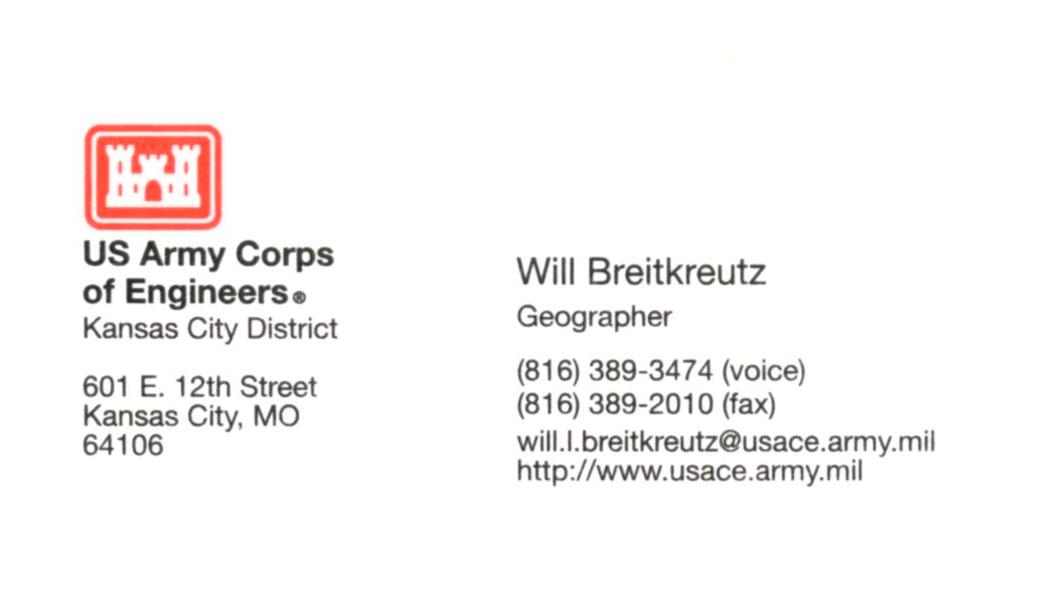 US Army Corps
of Engineers®
Kansas City District
601 E. 12th Street
Kansas City, MO
64106
Will Breitkreutz
Geographer
(816) 389-3474 (voice)
(816) 389-2010 (fax)
will.l.breitkreutz@usace.army.mil
http://www.usace.army.mil